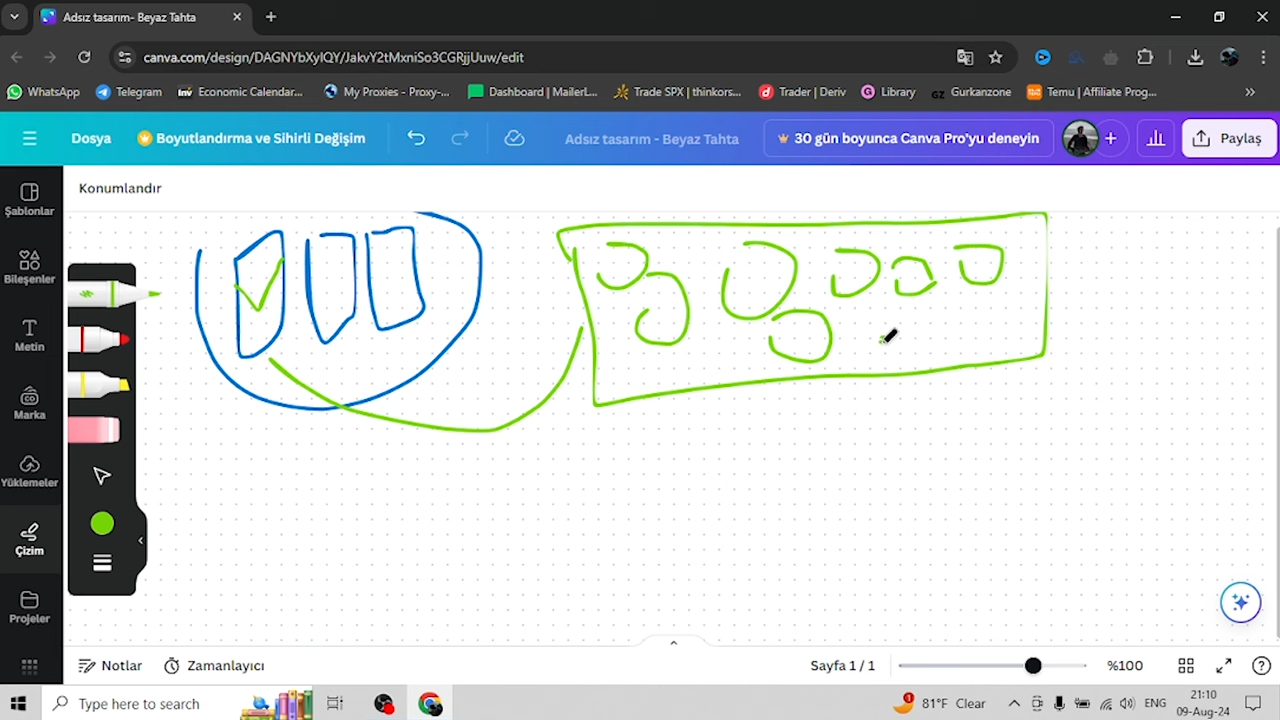 Adsız tasarım- Beyaz Tahta
canva.com/design/DAGNYbXylQY/JakvY2tMxniSo3CGRjjUuw/edit
WhatsApp
Telegram
Economic Calendar...
My Proxies - Proxy-...
Dashboard | MailerL...
Trade SPX | thinkors...
Trader | Deriv
Library
Gurkanzone
Temu | Affiliate Prog...
Dosya
Boyutlandırma ve Sihirli Değişim
Adsız tasarım - Beyaz Tahta
30 gün boyunca Canva Pro'yu deneyin
Paylaş
Konumlandır
Şablonlar
Bileşenler
Metin
Marka
Yüklemeler
Çizim
Projeler
Notlar
Zamanlayıcı
Sayfa 1 / 1
%100
Type here to search
81°F Clear
ENG
21:10
09-Aug-24